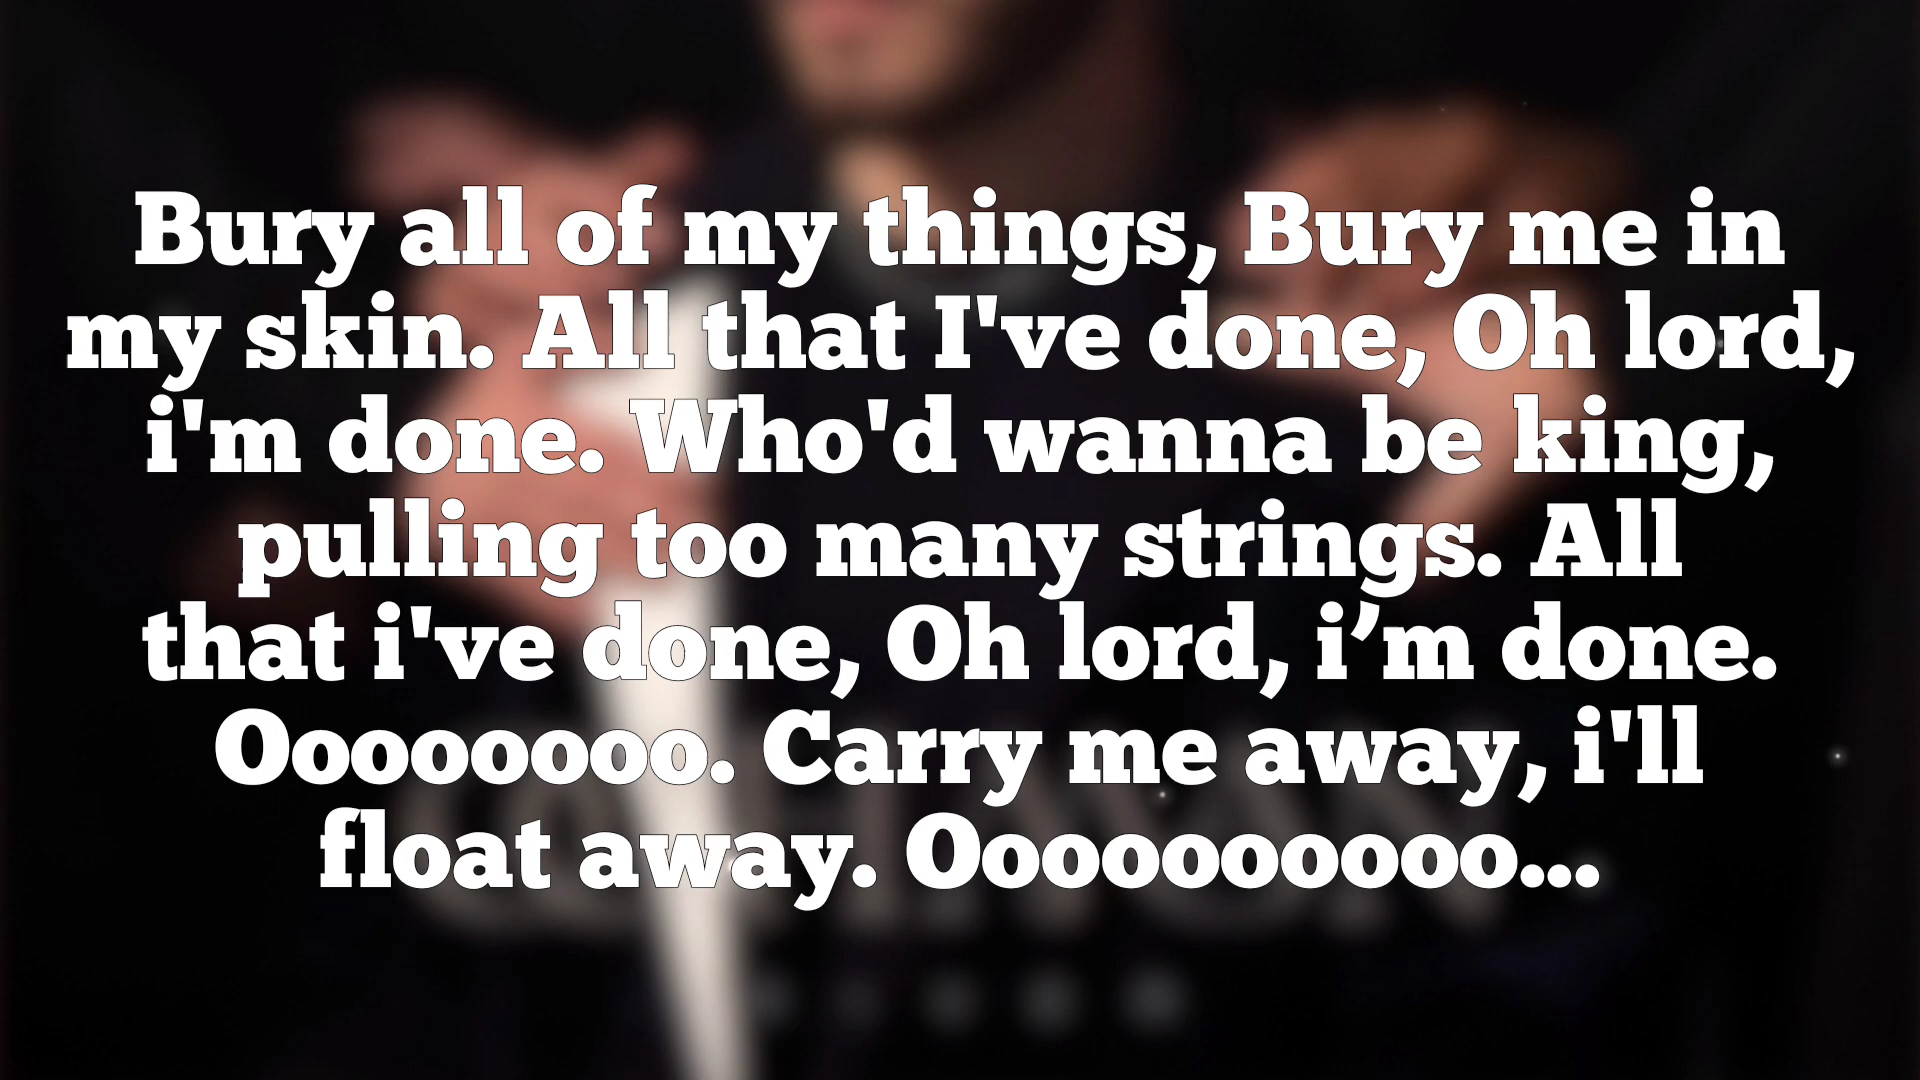 Bury all of my things, Bury me in
my skin. All that I've done, Oh lord,
i'm done. Who'd wanna be king,
pulling too many strings. All
that i've done, Oh lord, i’m done.
Oooooooo. Carry me away, i'll
float away. Oooooooooo...